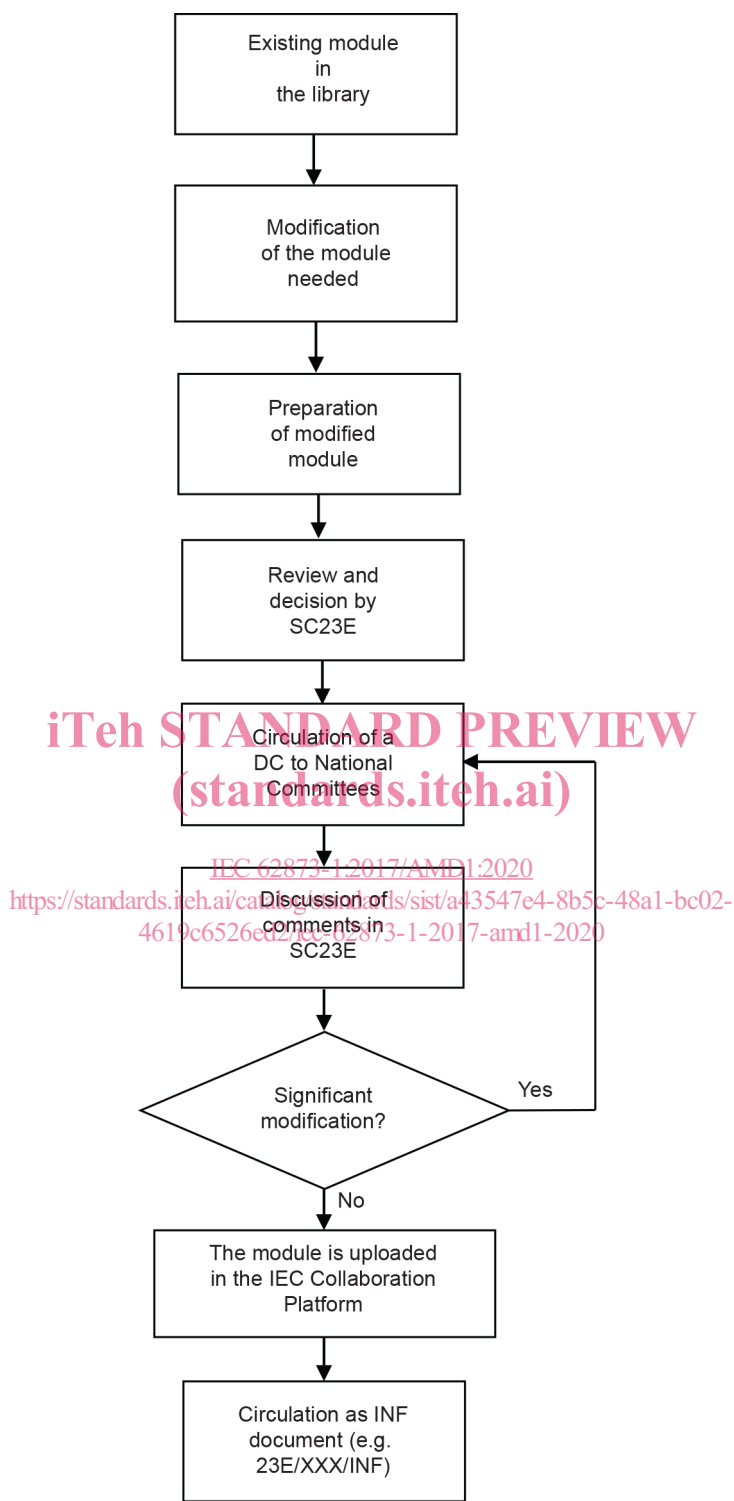 Existing module
in
the library
Modification
of the module
needed
Preparation
of modified
module
Review and
decision by
SC23E
iTeh STANDARD PREVIEW
(standards.iteh.ai)
Circulation of a
DC to National
Committees
IEC 62873-1:2017/AMD1:2020
https://standards.iteh.ai/catalog/standards/sist/a43547e4-8b5c-48a1-bc02-
4619c6526ed2/iec-62873-1-2017-amd1-2020
Discussion of
comments in
SC23E
Significant
modification?
Yes
No
The module is uploaded
in the IEC Collaboration
Platform
Circulation as INF
document (e.g.
23E/XXX/INF)